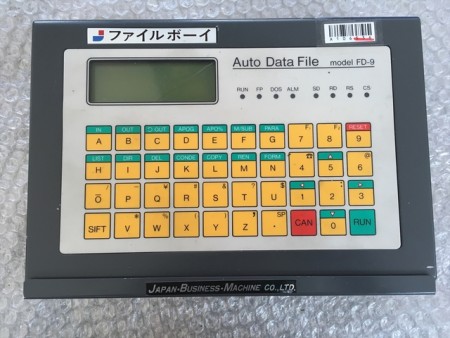 ファイルボーイ
Auto Data File model FD-9
RUN FP DOS ALM SD RD RS CS
IN OUT APOG APO% M/SUB PARA RESET
A B C D E F G 7 8 9
LIST DIR DEL CONDE COPY REN FORM @
H I J K L M N 4 5 6
/ - ¥ #
O P Q R S T U 1 2 3
% SP
SIFT V W X Y Z . CAN 0 RUN
JAPAN-BUSINESS-MACHINE CO.,LTD.